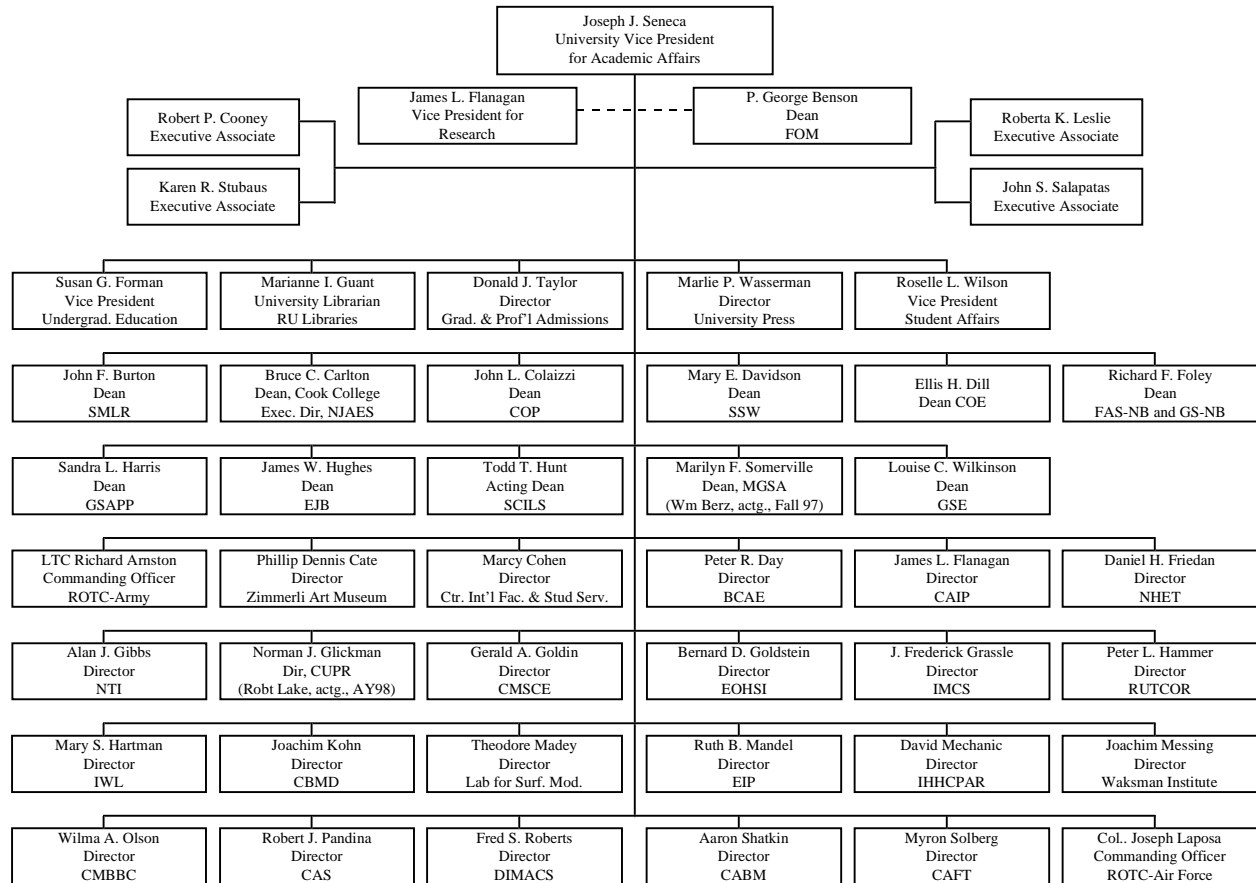 Joseph J. Seneca
University Vice President
for Academic Affairs
James L. Flanagan
Vice President for
Research
P. George Benson
Dean
FOM
Robert P. Cooney
Executive Associate
Roberta K. Leslie
Executive Associate
Karen R. Stubaus
Executive Associate
John S. Salapatas
Executive Associate
Susan G. Forman
Vice President
Undergrad. Education
Marianne I. Guant
University Librarian
RU Libraries
Donald J. Taylor
Director
Grad. & Prof'l Admissions
Marlie P. Wasserman
Director
University Press
Roselle L. Wilson
Vice President
Student Affairs
John F. Burton
Dean
SMLR
Bruce C. Carlton
Dean, Cook College
Exec. Dir, NJAES
John L. Colaizzi
Dean
COP
Mary E. Davidson
Dean
SSW
Ellis H. Dill
Dean COE
Richard F. Foley
Dean
FAS-NB and GS-NB
Sandra L. Harris
Dean
GSAPP
James W. Hughes
Dean
EJB
Todd T. Hunt
Acting Dean
SCILS
Marilyn F. Somerville
Dean, MGSA
(Wm Berz, actg., Fall 97)
Louise C. Wilkinson
Dean
GSE
LTC Richard Arnston
Commanding Officer
ROTC-Army
Phillip Dennis Cate
Director
Zimmerli Art Museum
Marcy Cohen
Director
Ctr. Int'l Fac. & Stud Serv.
Peter R. Day
Director
BCAE
James L. Flanagan
Director
CAIP
Daniel H. Friedan
Director
NHET
Alan J. Gibbs
Director
NTI
Norman J. Glickman
Dir, CUPR
(Robt Lake, actg., AY98)
Gerald A. Goldin
Director
CMSCE
Bernard D. Goldstein
Director
EOHSI
J. Frederick Grassle
Director
IMCS
Peter L. Hammer
Director
RUTCOR
Mary S. Hartman
Director
IWL
Joachim Kohn
Director
CBMD
Theodore Madey
Director
Lab for Surf. Mod.
Ruth B. Mandel
Director
EIP
David Mechanic
Director
IHHCPAR
Joachim Messing
Director
Waksman Institute
Wilma A. Olson
Director
CMBBC
Robert J. Pandina
Director
CAS
Fred S. Roberts
Director
DIMACS
Aaron Shatkin
Director
CABM
Myron Solberg
Director
CAFT
Col.. Joseph Laposa
Commanding Officer
ROTC-Air Force